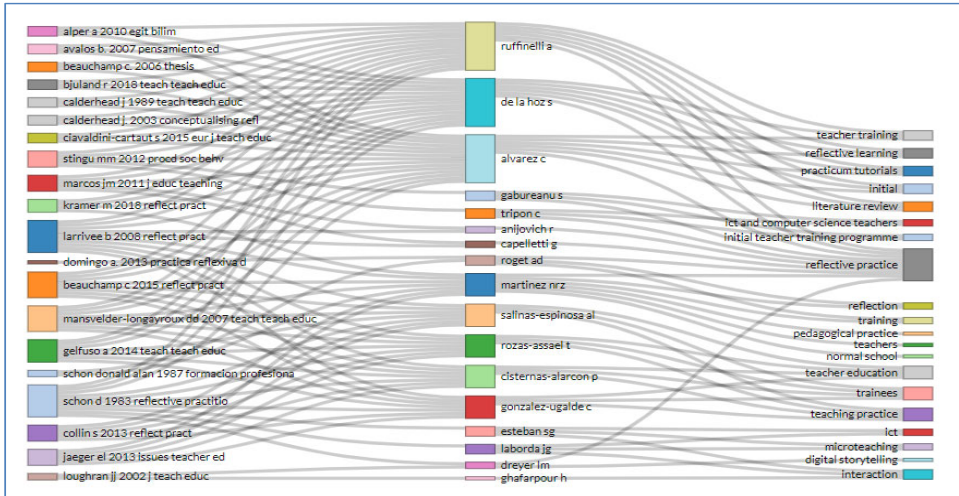 alper a 2010 egit bilim
avalos b. 2007 pensamiento ed
beauchamp c. 2006 thesis
bjuland r 2018 teach teach educ
calderhead j 1989 teach teach educ
calderhead j. 2003 conceptualising refl
ciavaldini-cartaut s 2015 eur j teach educ
stingu mm 2012 procd soc behv
marcos jm 2011 j educ teaching
kramer m 2018 reflect pract
larrivee b 2008 reflect pract
domingo a. 2013 practica reflexiva d
beauchamp c 2015 reflect pract
mansvelder-longayroux dd 2007 teach teach educ
gelfuso a 2014 teach teach educ
schon donald alan 1987 formacion profesiona
schon d 1983 reflective practitio
collin s 2013 reflect pract
jaeger el 2013 issues teacher ed
loughran jj 2002 j teach educ
ruffinelli a
de la hoz s
alvarez c
gabureanu s
tripon c
anijovich r
capelletti g
roget ad
martinez nrz
salinas-espinosa al
rozas-assael t
cisternas-alarcon p
gonzalez-ugalde c
esteban sg
laborda jg
dreyer lm
ghafarpour h
teacher training
reflective learning
practicum tutorials
initial
literature review
ict and computer science teachers
initial teacher training programme
reflective practice
reflection
training
pedagogical practice
teachers
normal school
teacher education
trainees
teaching practice
ict
microteaching
digital storytelling
interaction